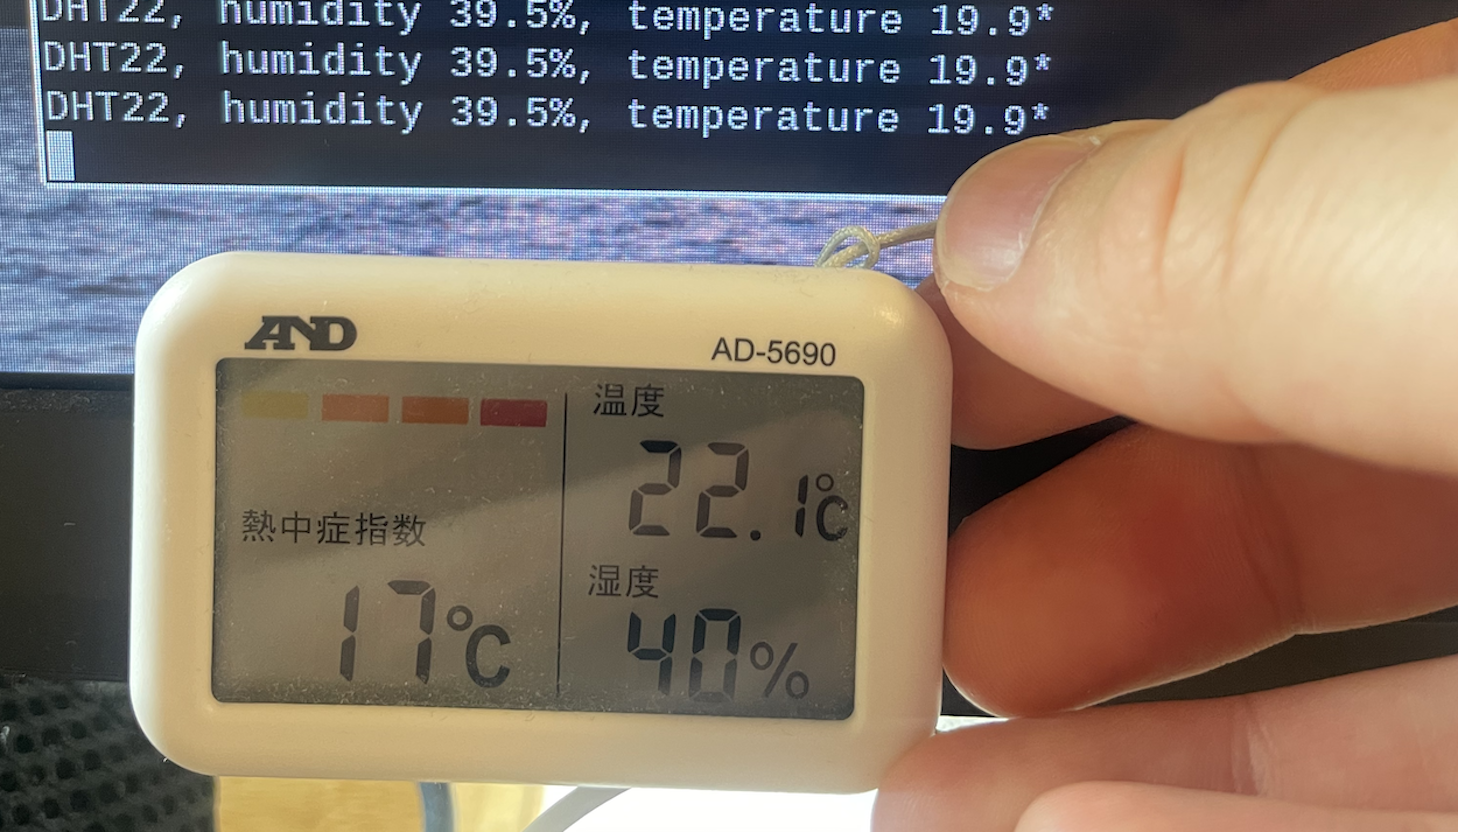 DHT22, humidity 39.5%, temperature 19.9*
DHT22, humidity 39.5%, temperature 19.9*
DHT22, humidity 39.5%, temperature 19.9*
AND
AD-5690
温度
22.1℃
熱中症指数
17℃
湿度
40%